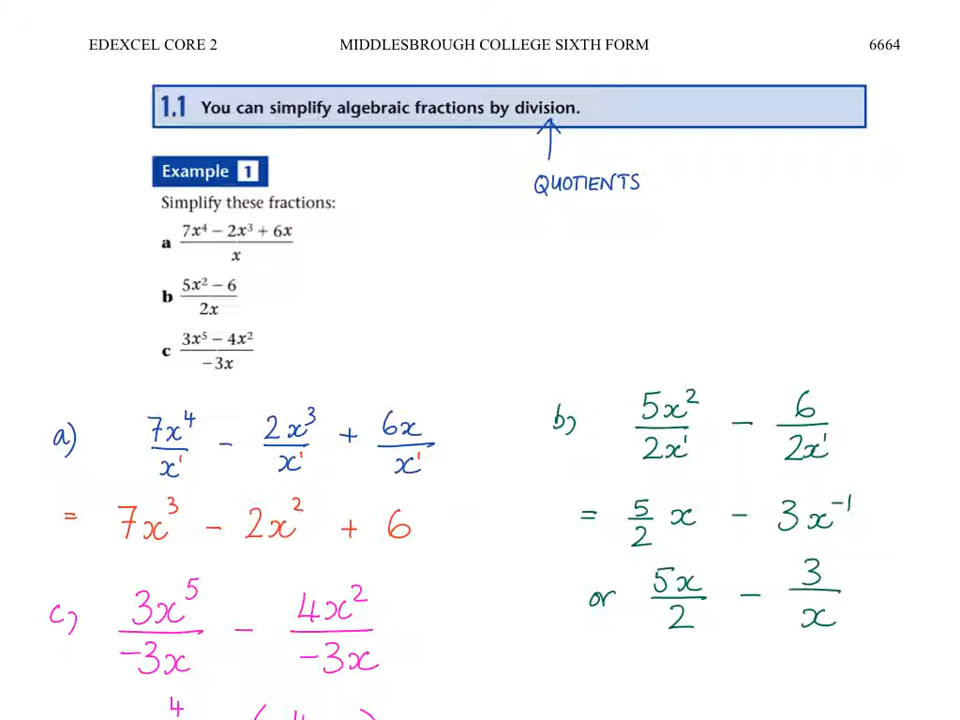 EDEXCEL CORE 2 MIDDLESBROUGH COLLEGE SIXTH FORM 6664
1.1 You can simplify algebraic fractions by division.
QUOTIENTS
Example 1
Simplify these fractions:
a (7x⁴ − 2x³ + 6x)/x
b (5x² − 6)/2x
c (3x⁵ − 4x²)/−3x
a) 7x⁴/x¹ − 2x³/x¹ + 6x/x¹
= 7x³ − 2x² + 6
b) 5x²/2x¹ − 6/2x¹
= 5/2 x − 3x⁻¹
or 5x/2 − 3/x
c) 3x⁵/−3x − 4x²/−3x